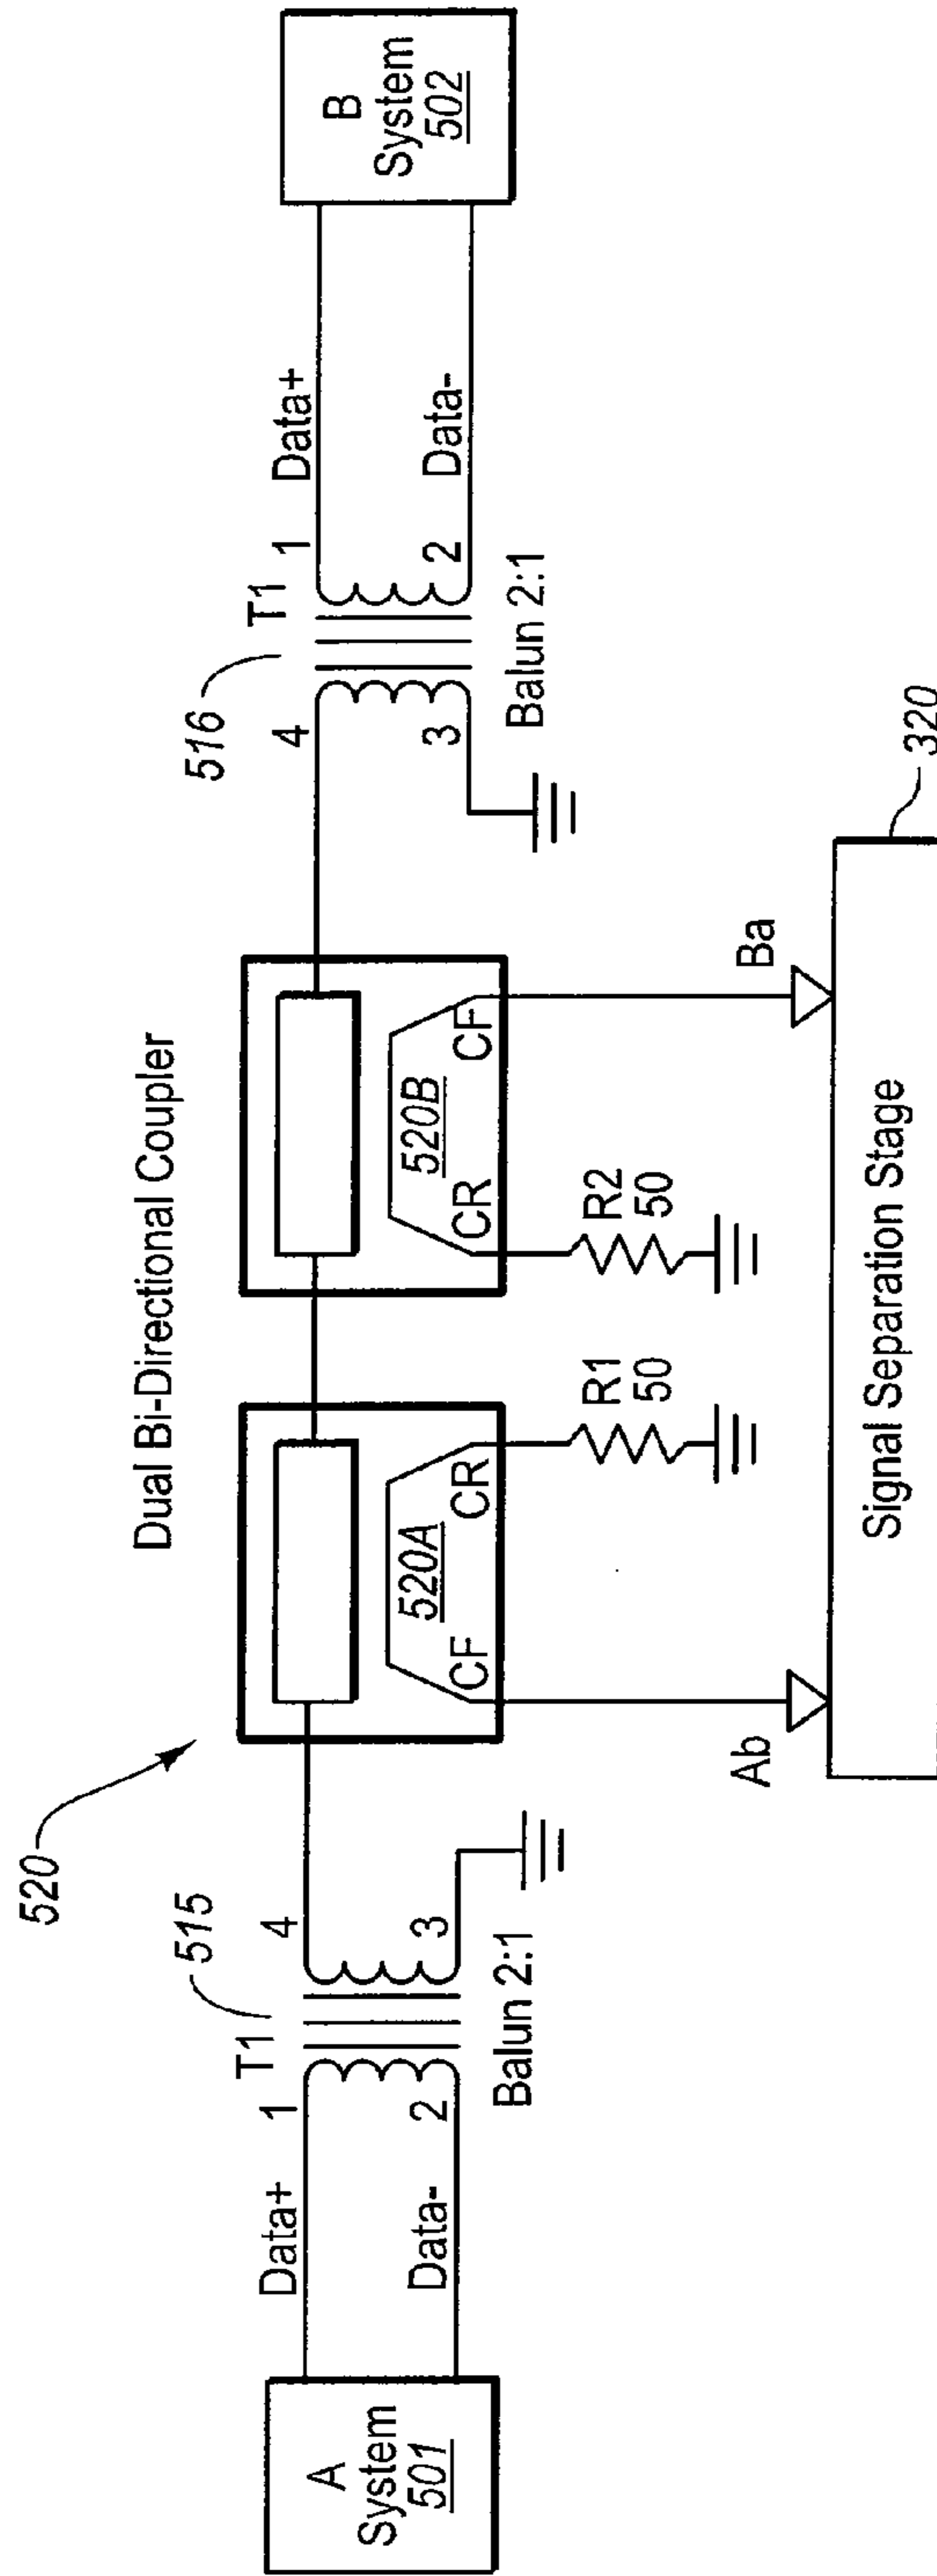 520
Dual Bi-Directional Coupler
515
516
T1
T1
A
System
501
Data+
1
4
Data-
2
3
Balun 2:1
CF
520A
CR
CR
520B
CF
4
1
Data+
3
2
Data-
Balun 2:1
B
System
502
R1
50
R2
50
Ab
Ba
Signal Separation Stage
320